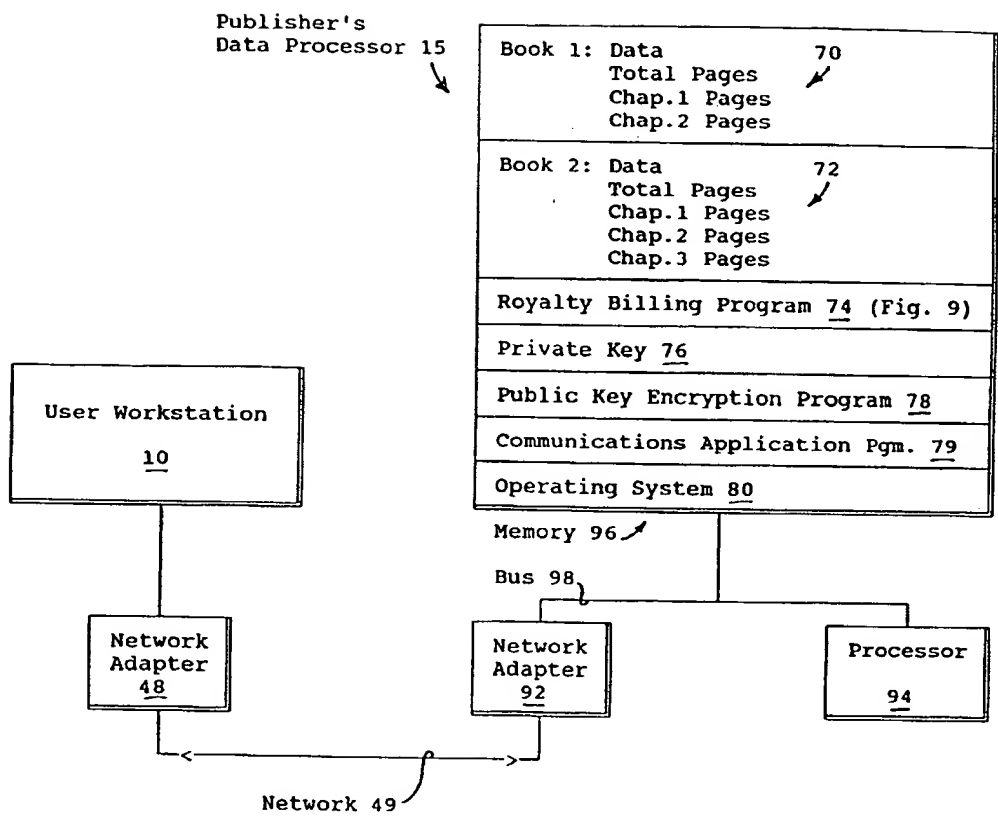 Publisher's
Data Processor 15
Book 1: Data 70
Total Pages
Chap.1 Pages
Chap.2 Pages
Book 2: Data 72
Total Pages
Chap.1 Pages
Chap.2 Pages
Chap.3 Pages
Royalty Billing Program 74 (Fig. 9)
Private Key 76
Public Key Encryption Program 78
Communications Application Pgm. 79
Operating System 80
Memory 96
Bus 98
User Workstation
10
Network
Adapter
48
Network
Adapter
92
Processor
94
Network 49